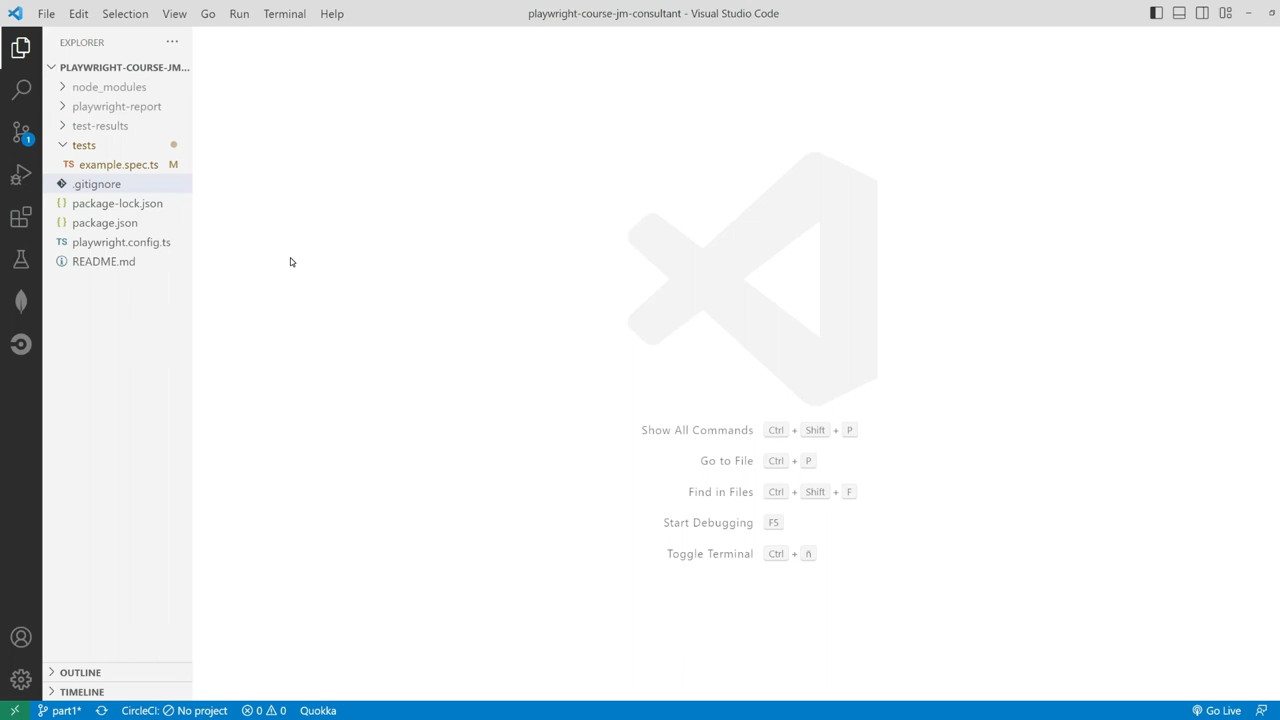 File Edit Selection View Go Run Terminal Help
playwright-course-jm-consultant - Visual Studio Code
EXPLORER ...
PLAYWRIGHT-COURSE-JM...
node_modules
playwright-report
test-results
tests
TS example.spec.ts M
.gitignore
{} package-lock.json
{} package.json
TS playwright.config.ts
README.md
1
Show All Commands Ctrl + Shift + P
Go to File Ctrl + P
Find in Files Ctrl + Shift + F
Start Debugging F5
Toggle Terminal Ctrl + ñ
OUTLINE
TIMELINE
part1* CircleCI: No project 0 0 Quokka Go Live